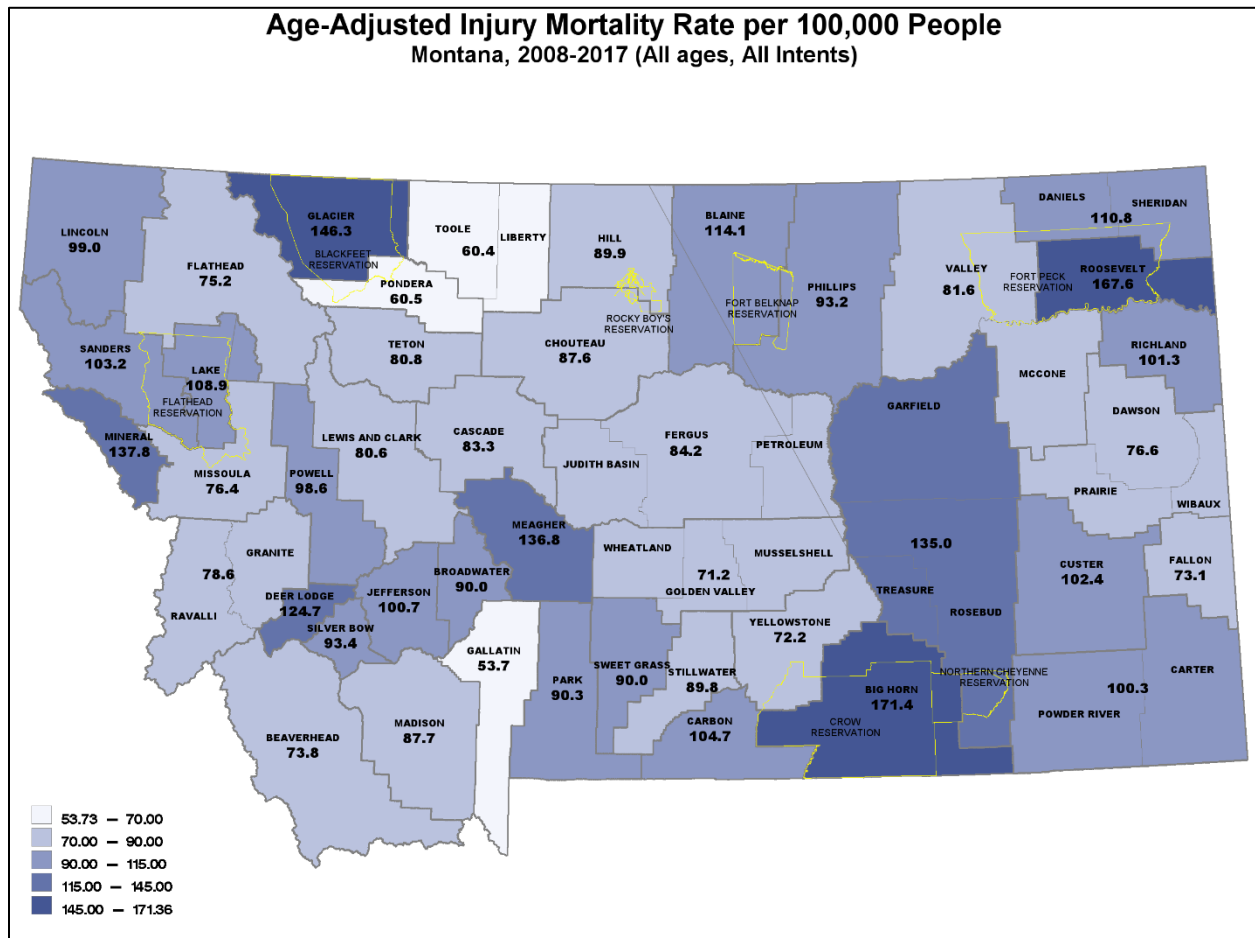 Age-Adjusted Injury Mortality Rate per 100,000 People
Montana, 2008-2017 (All ages, All Intents)
LINCOLN
99.0
FLATHEAD
75.2
GLACIER
146.3
BLACKFEET
RESERVATION
TOOLE
60.4
LIBERTY
PONDERA
60.5
HILL
89.9
ROCKY BOY'S
RESERVATION
BLAINE
114.1
FORT BELKNAP
RESERVATION
PHILLIPS
93.2
VALLEY
81.6
FORT PECK
RESERVATION
DANIELS
110.8
SHERIDAN
ROOSEVELT
167.6
RICHLAND
101.3
SANDERS
103.2
LAKE
108.9
FLATHEAD
RESERVATION
TETON
80.8
CHOUTEAU
87.6
MINERAL
137.8
MISSOULA
76.4
POWELL
98.6
LEWIS AND CLARK
80.6
CASCADE
83.3
JUDITH BASIN
FERGUS
84.2
PETROLEUM
GARFIELD
MCCONE
DAWSON
76.6
PRAIRIE
WIBAUX
78.6
RAVALLI
GRANITE
DEER LODGE
124.7
SILVER BOW
93.4
JEFFERSON
100.7
BROADWATER
90.0
MEAGHER
136.8
WHEATLAND
71.2
GOLDEN VALLEY
MUSSELSHELL
135.0
TREASURE
ROSEBUD
CUSTER
102.4
FALLON
73.1
BEAVERHEAD
73.8
MADISON
87.7
GALLATIN
53.7
PARK
90.3
SWEET GRASS
90.0
STILLWATER
89.8
CARBON
104.7
YELLOWSTONE
72.2
BIG HORN
171.4
CROW
RESERVATION
NORTHERN CHEYENNE
RESERVATION
100.3
POWDER RIVER
CARTER
53.73 – 70.00
70.00 – 90.00
90.00 – 115.00
115.00 – 145.00
145.00 – 171.36